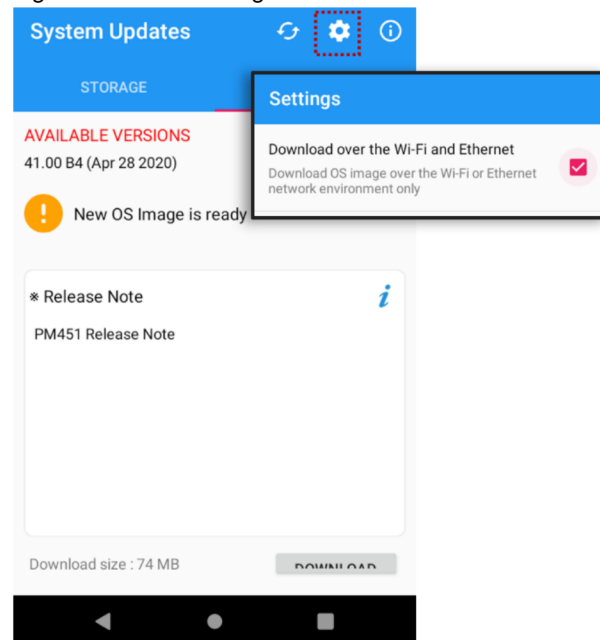 System Updates
STORAGE
Settings
AVAILABLE VERSIONS
41.00 B4 (Apr 28 2020)
Download over the Wi-Fi and Ethernet
Download OS image over the Wi-Fi or Ethernet
network environment only
New OS Image is ready
※ Release Note
PM451 Release Note
Download size : 74 MB
DOWNLOAD